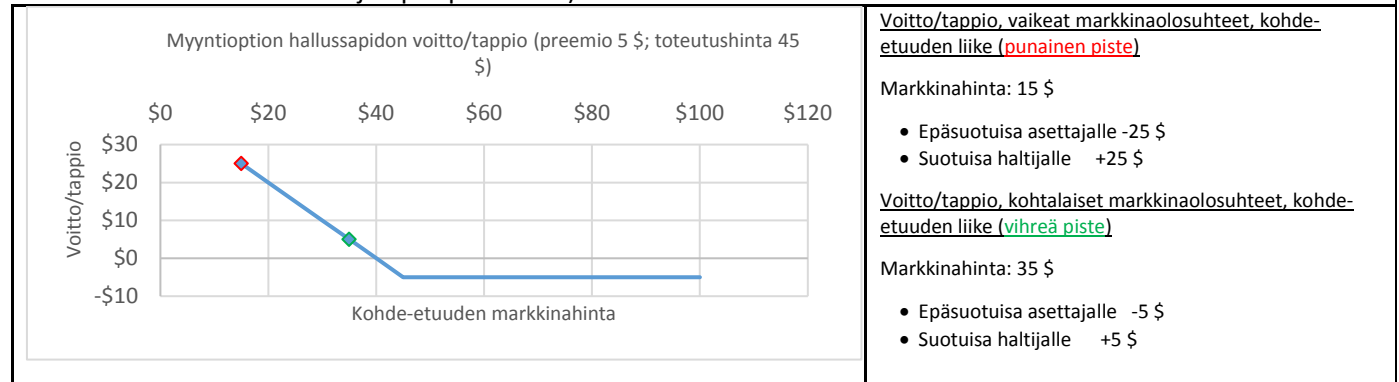 Myyntioption hallussapidon voitto/tappio (preemio 5 $; toteutushinta 45
$)
$0 $20 $40 $60 $80 $100 $120
$30
$20
$10
$0
-$10
Voitto/tappio
Kohde-etuuden markkinahinta
Voitto/tappio, vaikeat markkinaolosuhteet, kohde-
etuuden liike (punainen piste)
Markkinahinta: 15 $
• Epäsuotuisa asettajalle -25 $
• Suotuisa haltijalle +25 $
Voitto/tappio, kohtalaiset markkinaolosuhteet, kohde-
etuuden liike (vihreä piste)
Markkinahinta: 35 $
• Epäsuotuisa asettajalle -5 $
• Suotuisa haltijalle +5 $